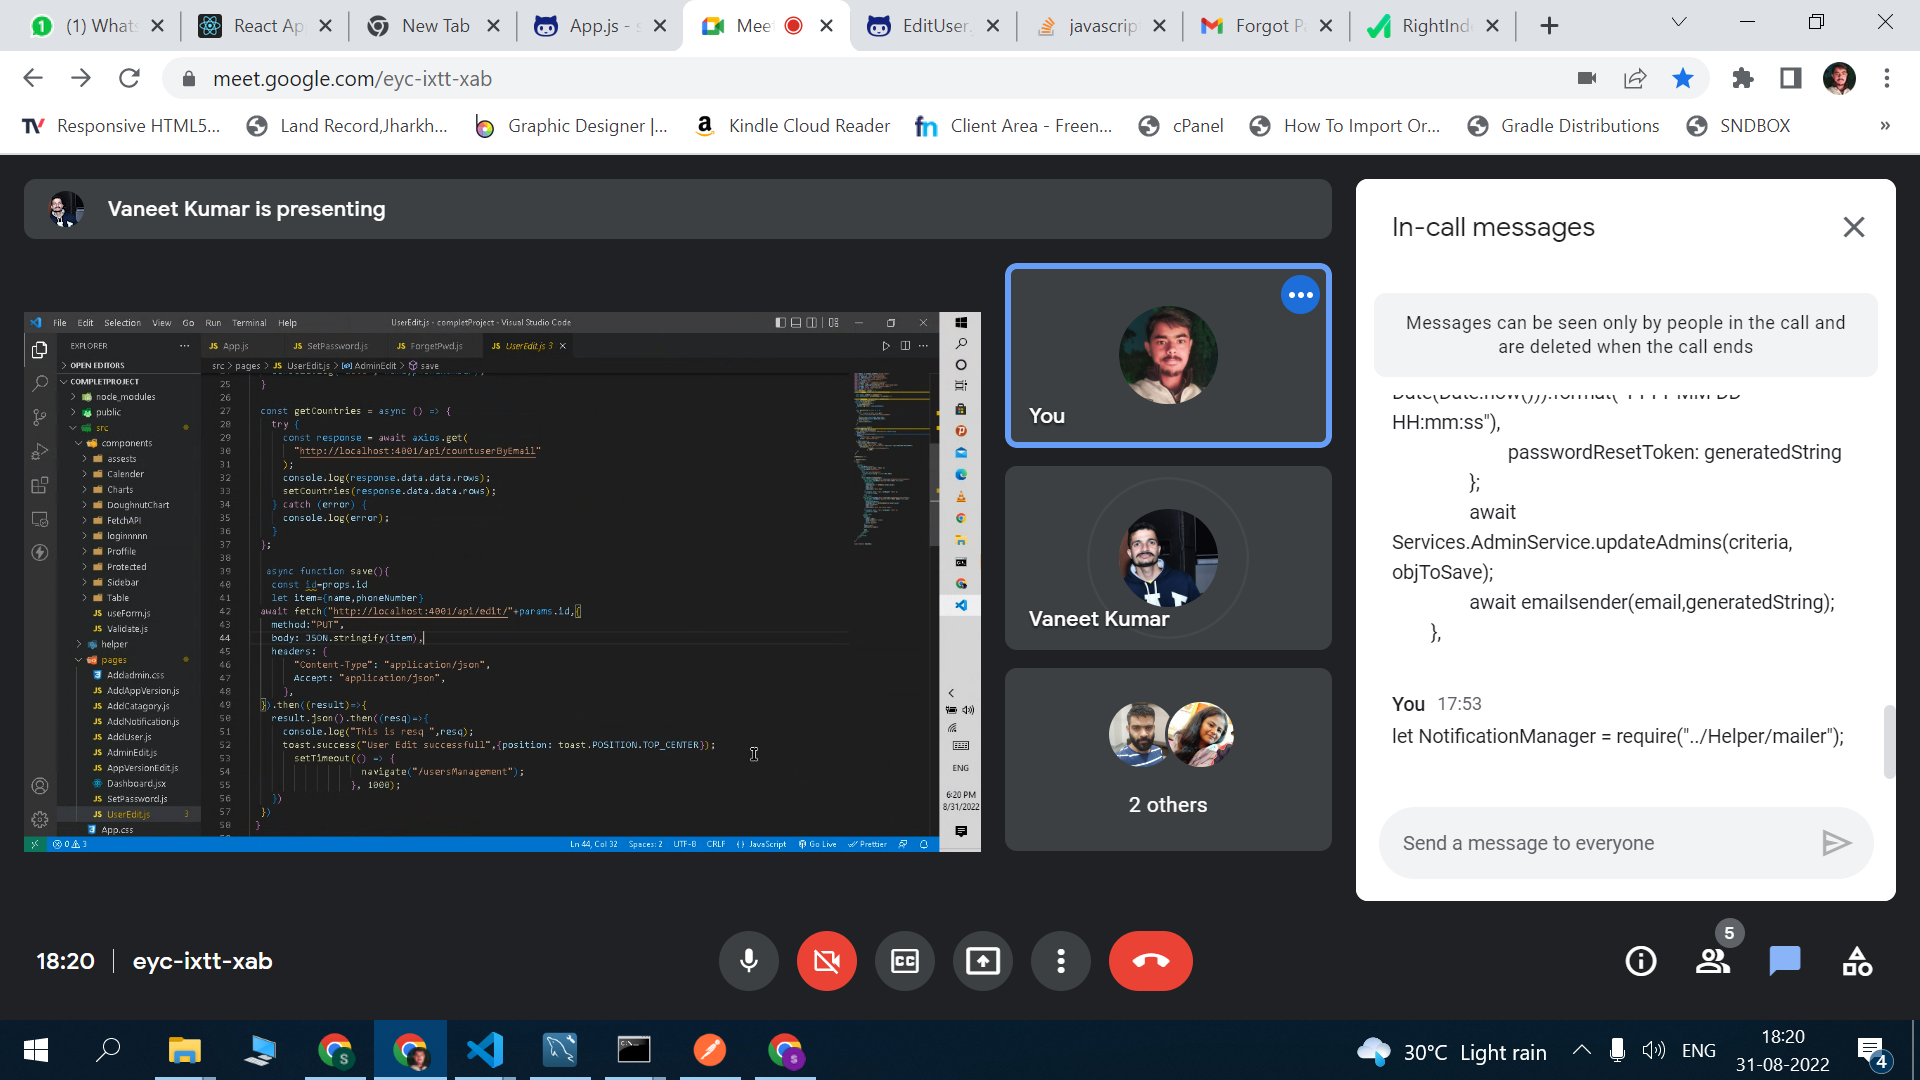 (1) Whats
React Ap
New Tab
App.js - s
Mee
EditUser.
javascrip
Forgot P
RightInd
meet.google.com/eyc-ixtt-xab
Responsive HTML5...
Land Record,Jharkh...
Graphic Designer |...
Kindle Cloud Reader
Client Area - Freen...
cPanel
How To Import Or...
Gradle Distributions
SNDBOX
»
Vaneet Kumar is presenting
File Edit Selection View Go Run Terminal Help
UserEdit.js - completProject - Visual Studio Code
EXPLORER
OPEN EDITORS
COMPLETPROJECT
node_modules
public
src
components
assests
Calender
Charts
DoughnutChart
FetchAPI
loginnnnn
Proffile
Protected
Sidebar
Table
useForm.js
Validate.js
helper
pages
Addadmin.css
AddAppVersion.js
AddCatagory.js
AddNotification.js
AddUser.js
AdminEdit.js
AppVersionEdit.js
Dashboard.jsx
SetPassword.js
UserEdit.js 3
App.css
App.js
SetPassword.js
ForgetPwd.js
UserEdit.js 3
src > pages > UserEdit.js > AdminEdit > save
25 }
26
27 const getCountries = async () => {
28 try {
29 const response = await axios.get(
30 "http://localhost:4001/api/countuserByEmail"
31 );
32 console.log(response.data.data.rows);
33 setCountries(response.data.data.rows);
34 } catch (error) {
35 console.log(error);
36 }
37 };
38
39 async function save(){
40 const id=props.id
41 let item={name,phoneNumber}
42 await fetch("http://localhost:4001/api/edit/"+params.id,{
43 method:"PUT",
44 body: JSON.stringify(item),
45 headers: {
46 "Content-Type": "application/json",
47 Accept: "application/json",
48 },
49 }).then((result)=>{
50 result.json().then((resq)=>{
51 console.log("This is resq ",resq);
52 toast.success("User Edit successfull",{position: toast.POSITION.TOP_CENTER});
53 setTimeout(() => {
54 navigate("/usersManagement");
55 }, 1000);
56 })
57 })
58 }
0 3
Ln 44, Col 32 Spaces: 2 UTF-8 CRLF {} JavaScript Go Live Prettier
ENG
6:20 PM
8/31/2022
You
Vaneet Kumar
2 others
In-call messages
Messages can be seen only by people in the call and
are deleted when the call ends
Date(Date.now())).format("YYYY-MM-DD
HH:mm:ss"),
passwordResetToken: generatedString
};
await
Services.AdminService.updateAdmins(criteria,
objToSave);
await emailsender(email,generatedString);
},
You 17:53
let NotificationManager = require("../Helper/mailer");
Send a message to everyone
18:20 | eyc-ixtt-xab
CC
5
30°C Light rain
ENG
18:20
31-08-2022
4